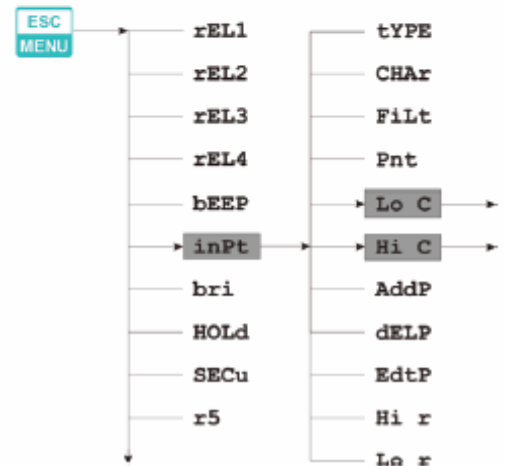 ESC
MENU
rEL1
rEL2
rEL3
rEL4
bEEP
inPt
bri
HOLd
SECu
r5
tYPE
CHAr
FiLt
Pnt
Lo C
Hi C
AddP
dELP
EdtP
Hi r
Lo r